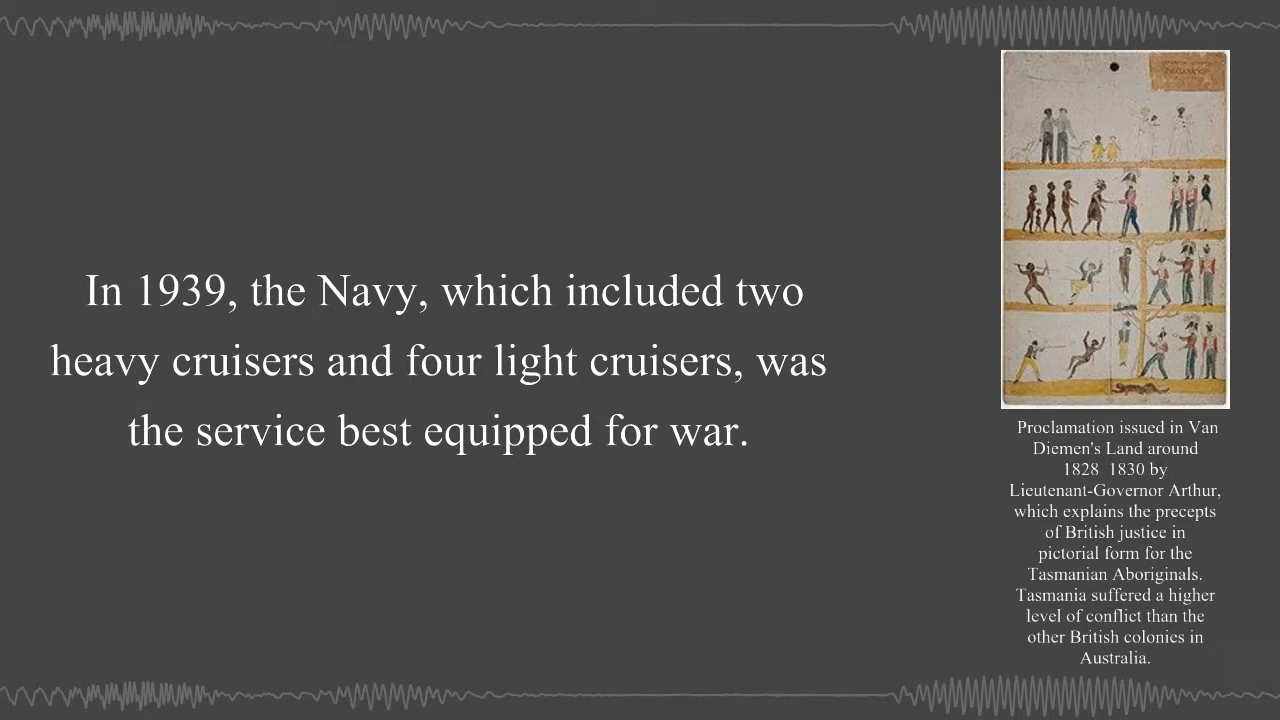 In 1939, the Navy, which included two
heavy cruisers and four light cruisers, was
the service best equipped for war.
Proclamation issued in Van
Diemen's Land around
1828 1830 by
Lieutenant-Governor Arthur,
which explains the precepts
of British justice in
pictorial form for the
Tasmanian Aboriginals.
Tasmania suffered a higher
level of conflict than the
other British colonies in
Australia.